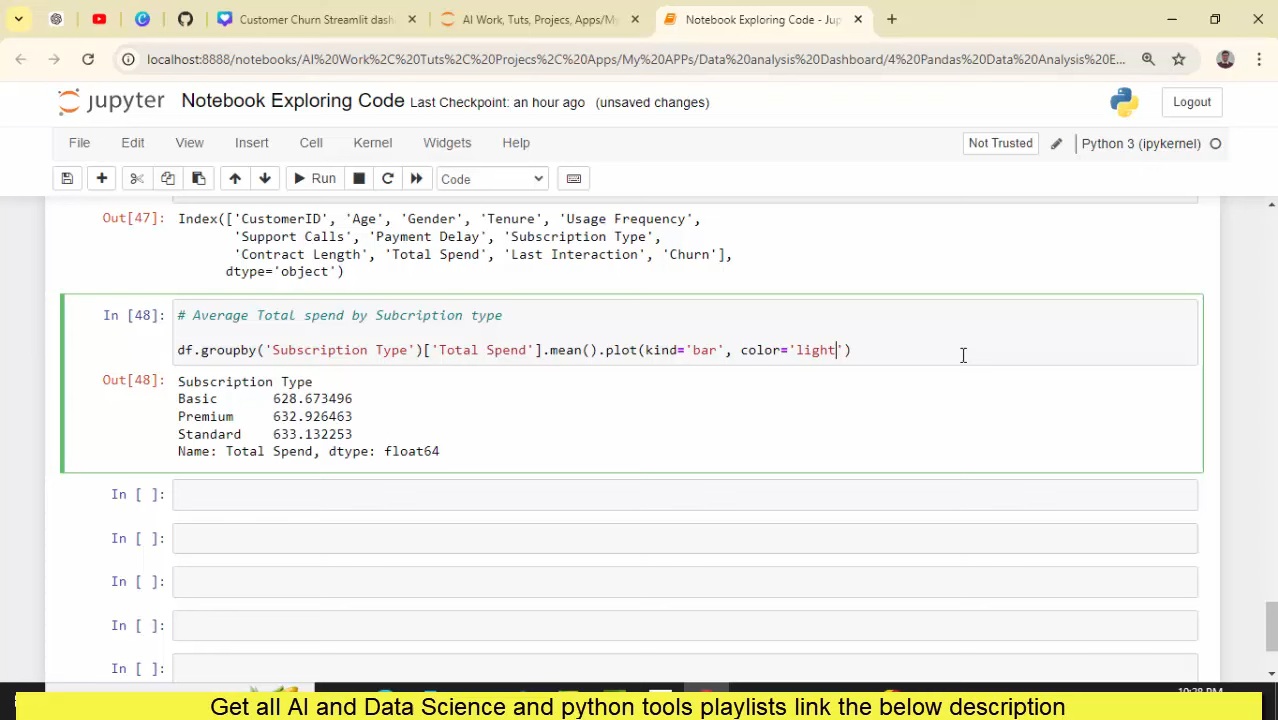 Customer Churn Streamlit dash
AI Work, Tuts, Projecs, Apps/My
Notebook Exploring Code - Jup
localhost:8888/notebooks/AI%20Work%2C%20Tuts%2C%20Projecs%2C%20Apps/My%20APPs/Data%20analysis%20Dashboard/4%20Pandas%20Data%20Analysis%20E...
jupyter Notebook Exploring Code Last Checkpoint: an hour ago (unsaved changes)
Logout
File Edit View Insert Cell Kernel Widgets Help
Not Trusted
Python 3 (ipykernel)
Run
Code
Out[47]: Index(['CustomerID', 'Age', 'Gender', 'Tenure', 'Usage Frequency',
'Support Calls', 'Payment Delay', 'Subscription Type',
'Contract Length', 'Total Spend', 'Last Interaction', 'Churn'],
dtype='object')
In [48]: # Average Total spend by Subcription type
df.groupby('Subscription Type')['Total Spend'].mean().plot(kind='bar', color='light')
Out[48]: Subscription Type
Basic 628.673496
Premium 632.926463
Standard 633.132253
Name: Total Spend, dtype: float64
In [ ]:
In [ ]:
In [ ]:
In [ ]:
In [ ]:
Get all AI and Data Science and python tools playlists link the below description